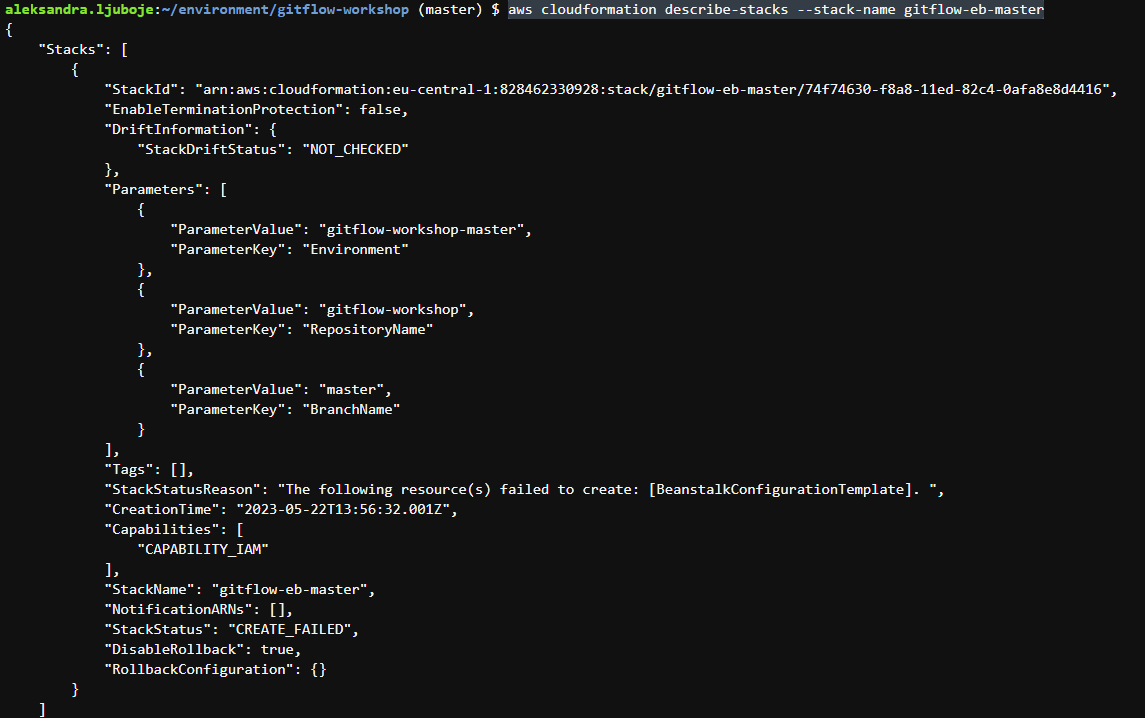 aleksandra.ljuboje:~/environment/gitflow-workshop (master) $ aws cloudformation describe-stacks --stack-name gitflow-eb-master
{
    "Stacks": [
        {
            "StackId": "arn:aws:cloudformation:eu-central-1:828462330928:stack/gitflow-eb-master/74f74630-f8a8-11ed-82c4-0afa8e8d4416",
            "EnableTerminationProtection": false,
            "DriftInformation": {
                "StackDriftStatus": "NOT_CHECKED"
            },
            "Parameters": [
                {
                    "ParameterValue": "gitflow-workshop-master",
                    "ParameterKey": "Environment"
                },
                {
                    "ParameterValue": "gitflow-workshop",
                    "ParameterKey": "RepositoryName"
                },
                {
                    "ParameterValue": "master",
                    "ParameterKey": "BranchName"
                }
            ],
            "Tags": [],
            "StackStatusReason": "The following resource(s) failed to create: [BeanstalkConfigurationTemplate]. ",
            "CreationTime": "2023-05-22T13:56:32.001Z",
            "Capabilities": [
                "CAPABILITY_IAM"
            ],
            "StackName": "gitflow-eb-master",
            "NotificationARNs": [],
            "StackStatus": "CREATE_FAILED",
            "DisableRollback": true,
            "RollbackConfiguration": {}
        }
    ]